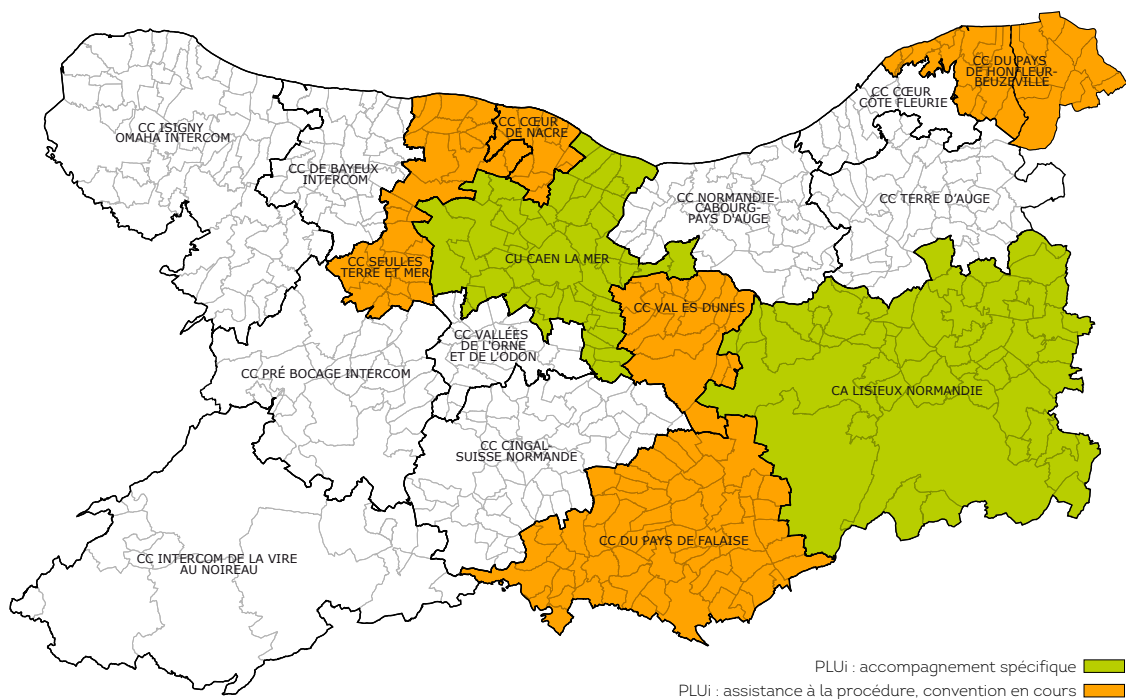 CC DU PAYS
DE HONFLEUR-
BEUZEVILLE
CC CŒUR
CÔTE FLEURIE
CC ISIGNY
OMAHA INTERCOM
CC CŒUR
DE NACRE
CC DE BAYEUX
INTERCOM
CC NORMANDIE-
CABOURG-
PAYS D'AUGE
CC TERRE D'AUGE
CC SEULLES
TERRE ET MER
CU CAEN LA MER
CC VAL ES DUNES
CC VALLÉES
DE L'ORNE
ET DE L'ODON
CC PRÉ BOCAGE INTERCOM
CA LISIEUX NORMANDIE
CC CINGAL-
SUISSE NORMANDE
CC DU PAYS DE FALAISE
CC INTERCOM DE LA VIRE
AU NOIREAU
PLUi : accompagnement spécifique
PLUi : assistance à la procédure, convention en cours